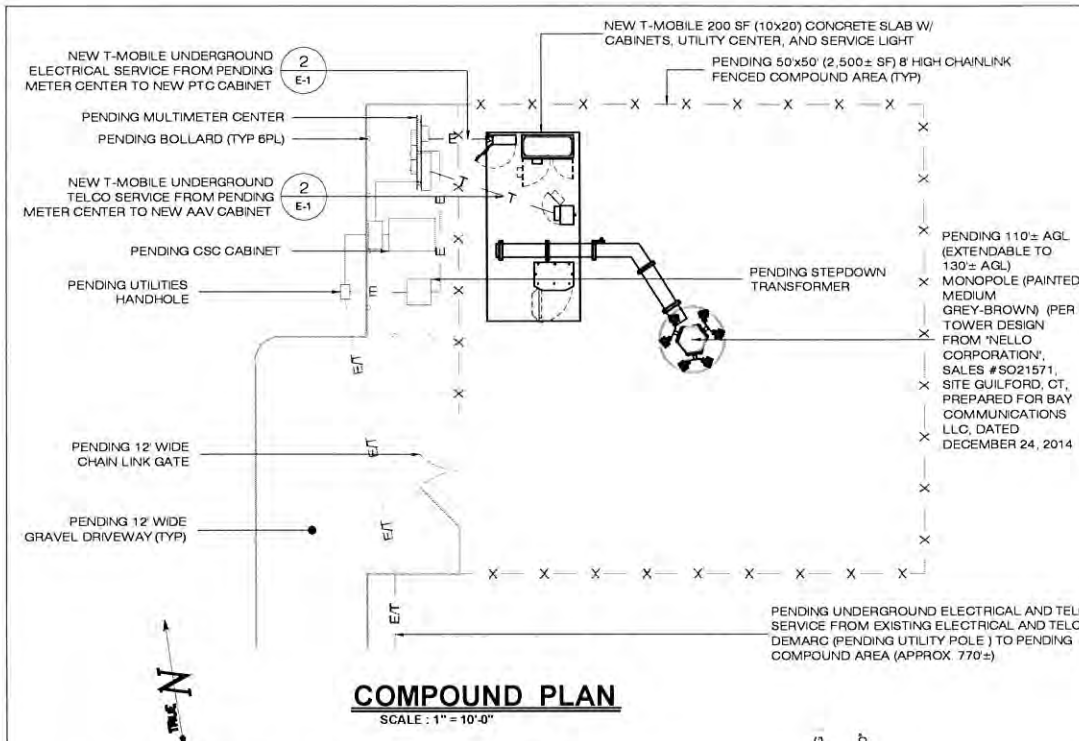 NEW T-MOBILE UNDERGROUND
ELECTRICAL SERVICE FROM PENDING
METER CENTER TO NEW PTC CABINET
2
E-1
PENDING MULTIMETER CENTER
PENDING BOLLARD (TYP 6PL)
NEW T-MOBILE UNDERGROUND
TELCO SERVICE FROM PENDING
METER CENTER TO NEW AAV CABINET
2
E-1
PENDING CSC CABINET
PENDING UTILITIES
HANDHOLE
PENDING 12' WIDE
CHAIN LINK GATE
PENDING 12' WIDE
GRAVEL DRIVEWAY (TYP)
NEW T-MOBILE 200 SF (10'x20') CONCRETE SLAB W/
CABINETS, UTILITY CENTER, AND SERVICE LIGHT
PENDING 50'x50' (2,500± SF) 8' HIGH CHAINLINK
FENCED COMPOUND AREA (TYP)
PENDING STEPDOWN
TRANSFORMER
PENDING 110'± AGL
(EXTENDABLE TO
130'± AGL)
MONOPOLE (PAINTED
MEDIUM
GREY-BROWN) (PER
TOWER DESIGN
FROM "NELLO
CORPORATION",
SALES #SO21571,
SITE GUILFORD, CT,
PREPARED FOR BAY
COMMUNICATIONS
LLC, DATED
DECEMBER 24, 2014
PENDING UNDERGROUND ELECTRICAL AND TEL
SERVICE FROM EXISTING ELECTRICAL AND TELC
DEMARC (PENDING UTILITY POLE ) TO PENDING
COMPOUND AREA (APPROX. 770'±)
E
T
T
E
E
E
E/T
E/T
E/T
E/T
TRUE N
COMPOUND PLAN
SCALE : 1" = 10'-0"